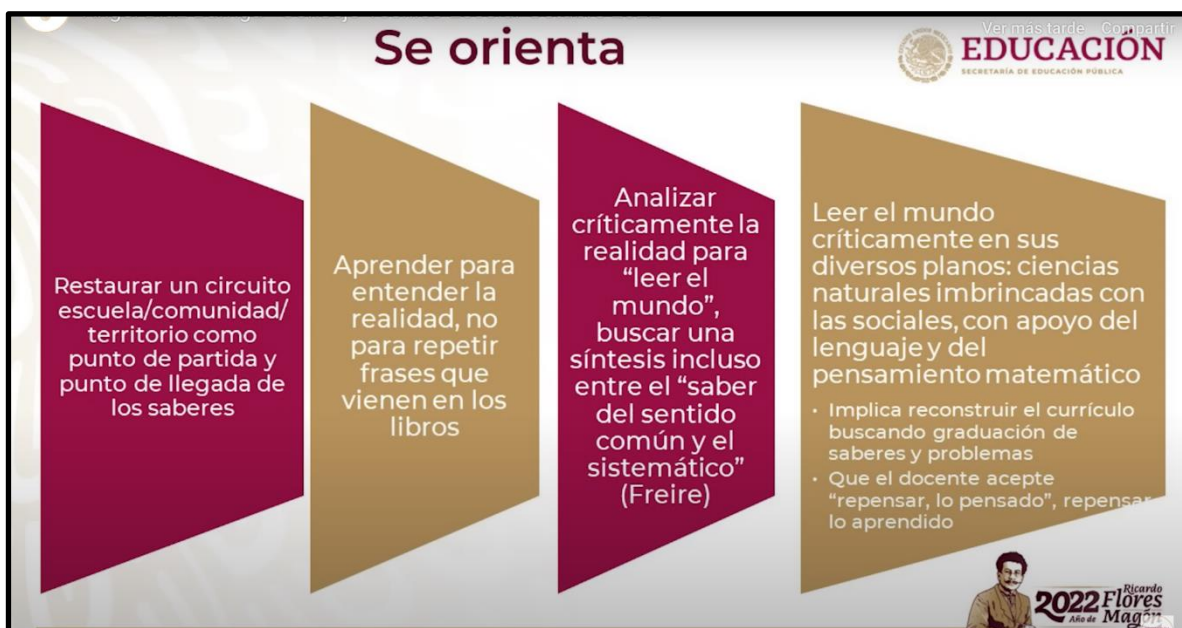 Ver más tarde
Compartir
Se orienta
EDUCACIÓN
SECRETARÍA DE EDUCACIÓN PÚBLICA
Restaurar un circuito
escuela/comunidad/
territorio como
punto de partida y
punto de llegada de
los saberes
Aprender para
entender la
realidad, no
para repetir
frases que
vienen en los
libros
Analizar
críticamente la
realidad para
“leer el
mundo”,
buscar una
síntesis incluso
entre el “saber
del sentido
común y el
sistemático”
(Freire)
Leer el mundo
críticamente en sus
diversos planos: ciencias
naturales imbrincadas con
las sociales, con apoyo del
lenguaje y del
pensamiento matemático
• Implica reconstruir el currículo
buscando graduación de
saberes y problemas
• Que el docente acepte
“repensar, lo pensado”, repensar
lo aprendido
2022 Ricardo
Flores
Año de Magón